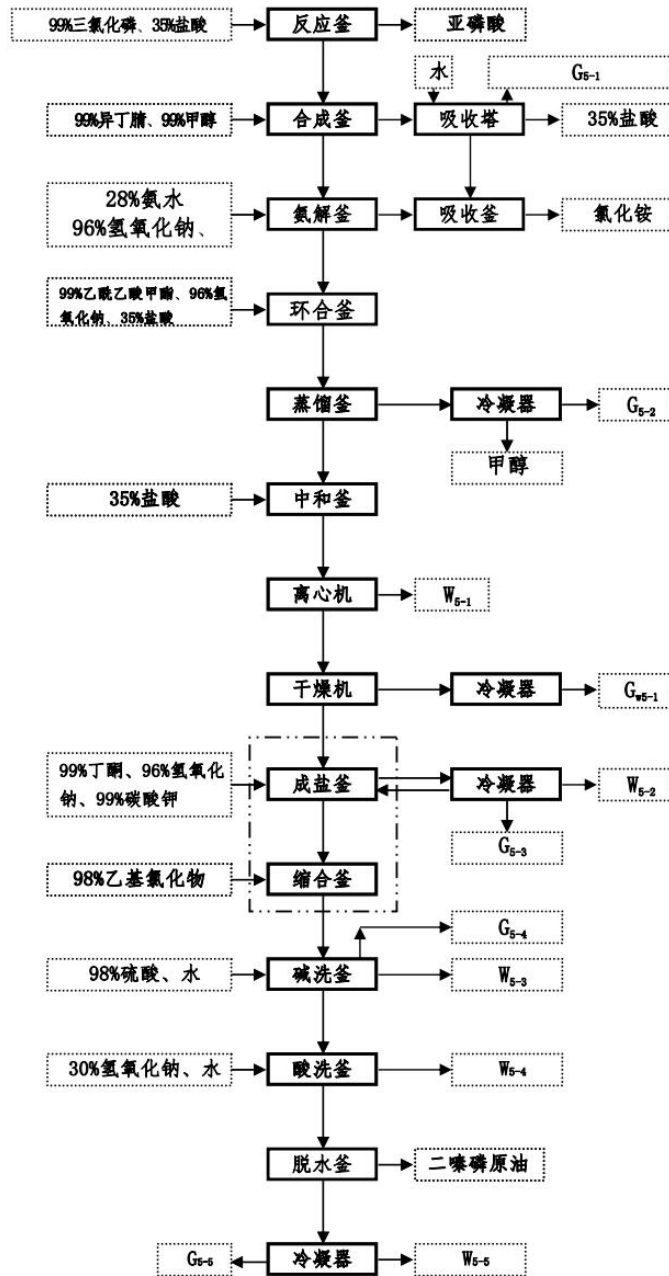 99%三氯化磷、35%盐酸
反应釜
亚磷酸
水
G5-1
99%异丁腈、99%甲醇
合成釜
吸收塔
35%盐酸
28%氨水
96%氢氧化钠、
氨解釜
吸收釜
氯化铵
99%乙酰乙酸甲酯、96%氢
氧化钠、35%盐酸
环合釜
蒸馏釜
冷凝器
G5-2
甲醇
35%盐酸
中和釜
离心机
W5-1
干燥机
冷凝器
Gw5-1
99%丁酮、96%氢氧化
钠、99%碳酸钾
成盐釜
冷凝器
W5-2
G5-3
98%乙基氯化物
缩合釜
G5-4
98%硫酸、水
碱洗釜
W5-3
30%氢氧化钠、水
酸洗釜
W5-4
脱水釜
二嗪磷原油
G5-5
冷凝器
W5-5